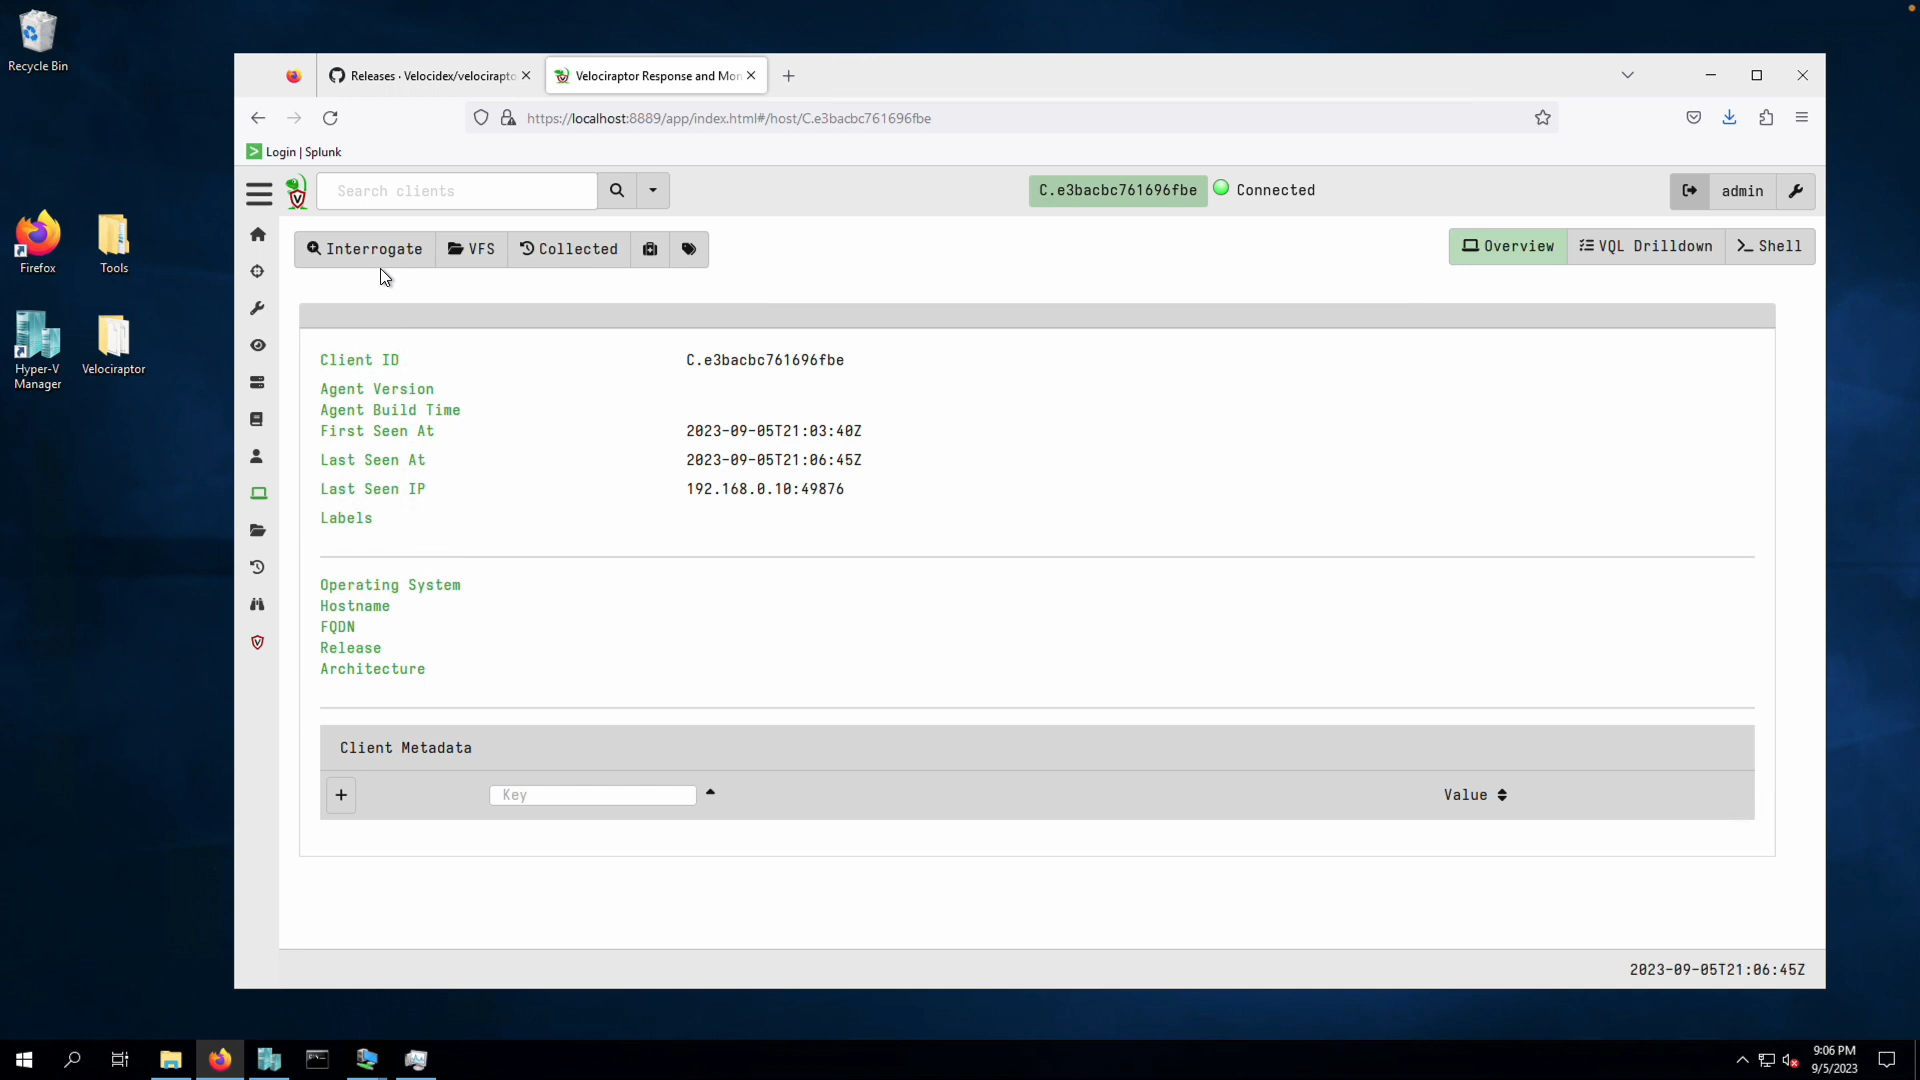 Recycle Bin
Firefox
Tools
Hyper-V
Manager
Velociraptor
Releases · Velocidex/velocirapto
Velociraptor Response and Mon
https://localhost:8889/app/index.html#/host/C.e3bacbc761696fbe
Login | Splunk
Search clients
C.e3bacbc761696fbe
Connected
admin
Interrogate
VFS
Collected
Overview
VQL Drilldown
>_ Shell
Client ID C.e3bacbc761696fbe
Agent Version
Agent Build Time
First Seen At 2023-09-05T21:03:40Z
Last Seen At 2023-09-05T21:06:45Z
Last Seen IP 192.168.0.10:49876
Labels
Operating System
Hostname
FQDN
Release
Architecture
Client Metadata
+ Key Value
2023-09-05T21:06:45Z
9:06 PM
9/5/2023